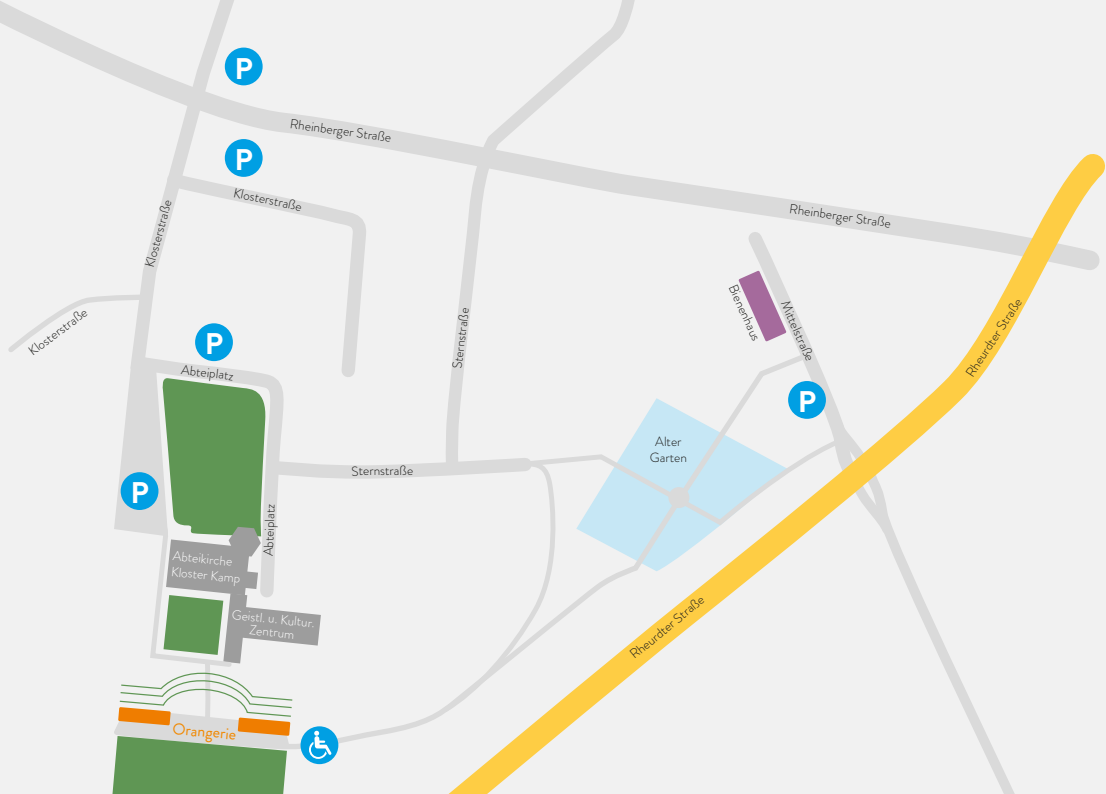 P
Rheinberger Straße
P
Klosterstraße
Klosterstraße
Rheinberger Straße
Klosterstraße
Bienenhaus
Mittelstraße
Rheurdter Straße
Sternstraße
P
Abteiplatz
P
Alter
Garten
Sternstraße
P
Abteiplatz
Abteikirche
Kloster Kamp
Geistl. u. Kultur.
Zentrum
Rheurdter Straße
Orangerie